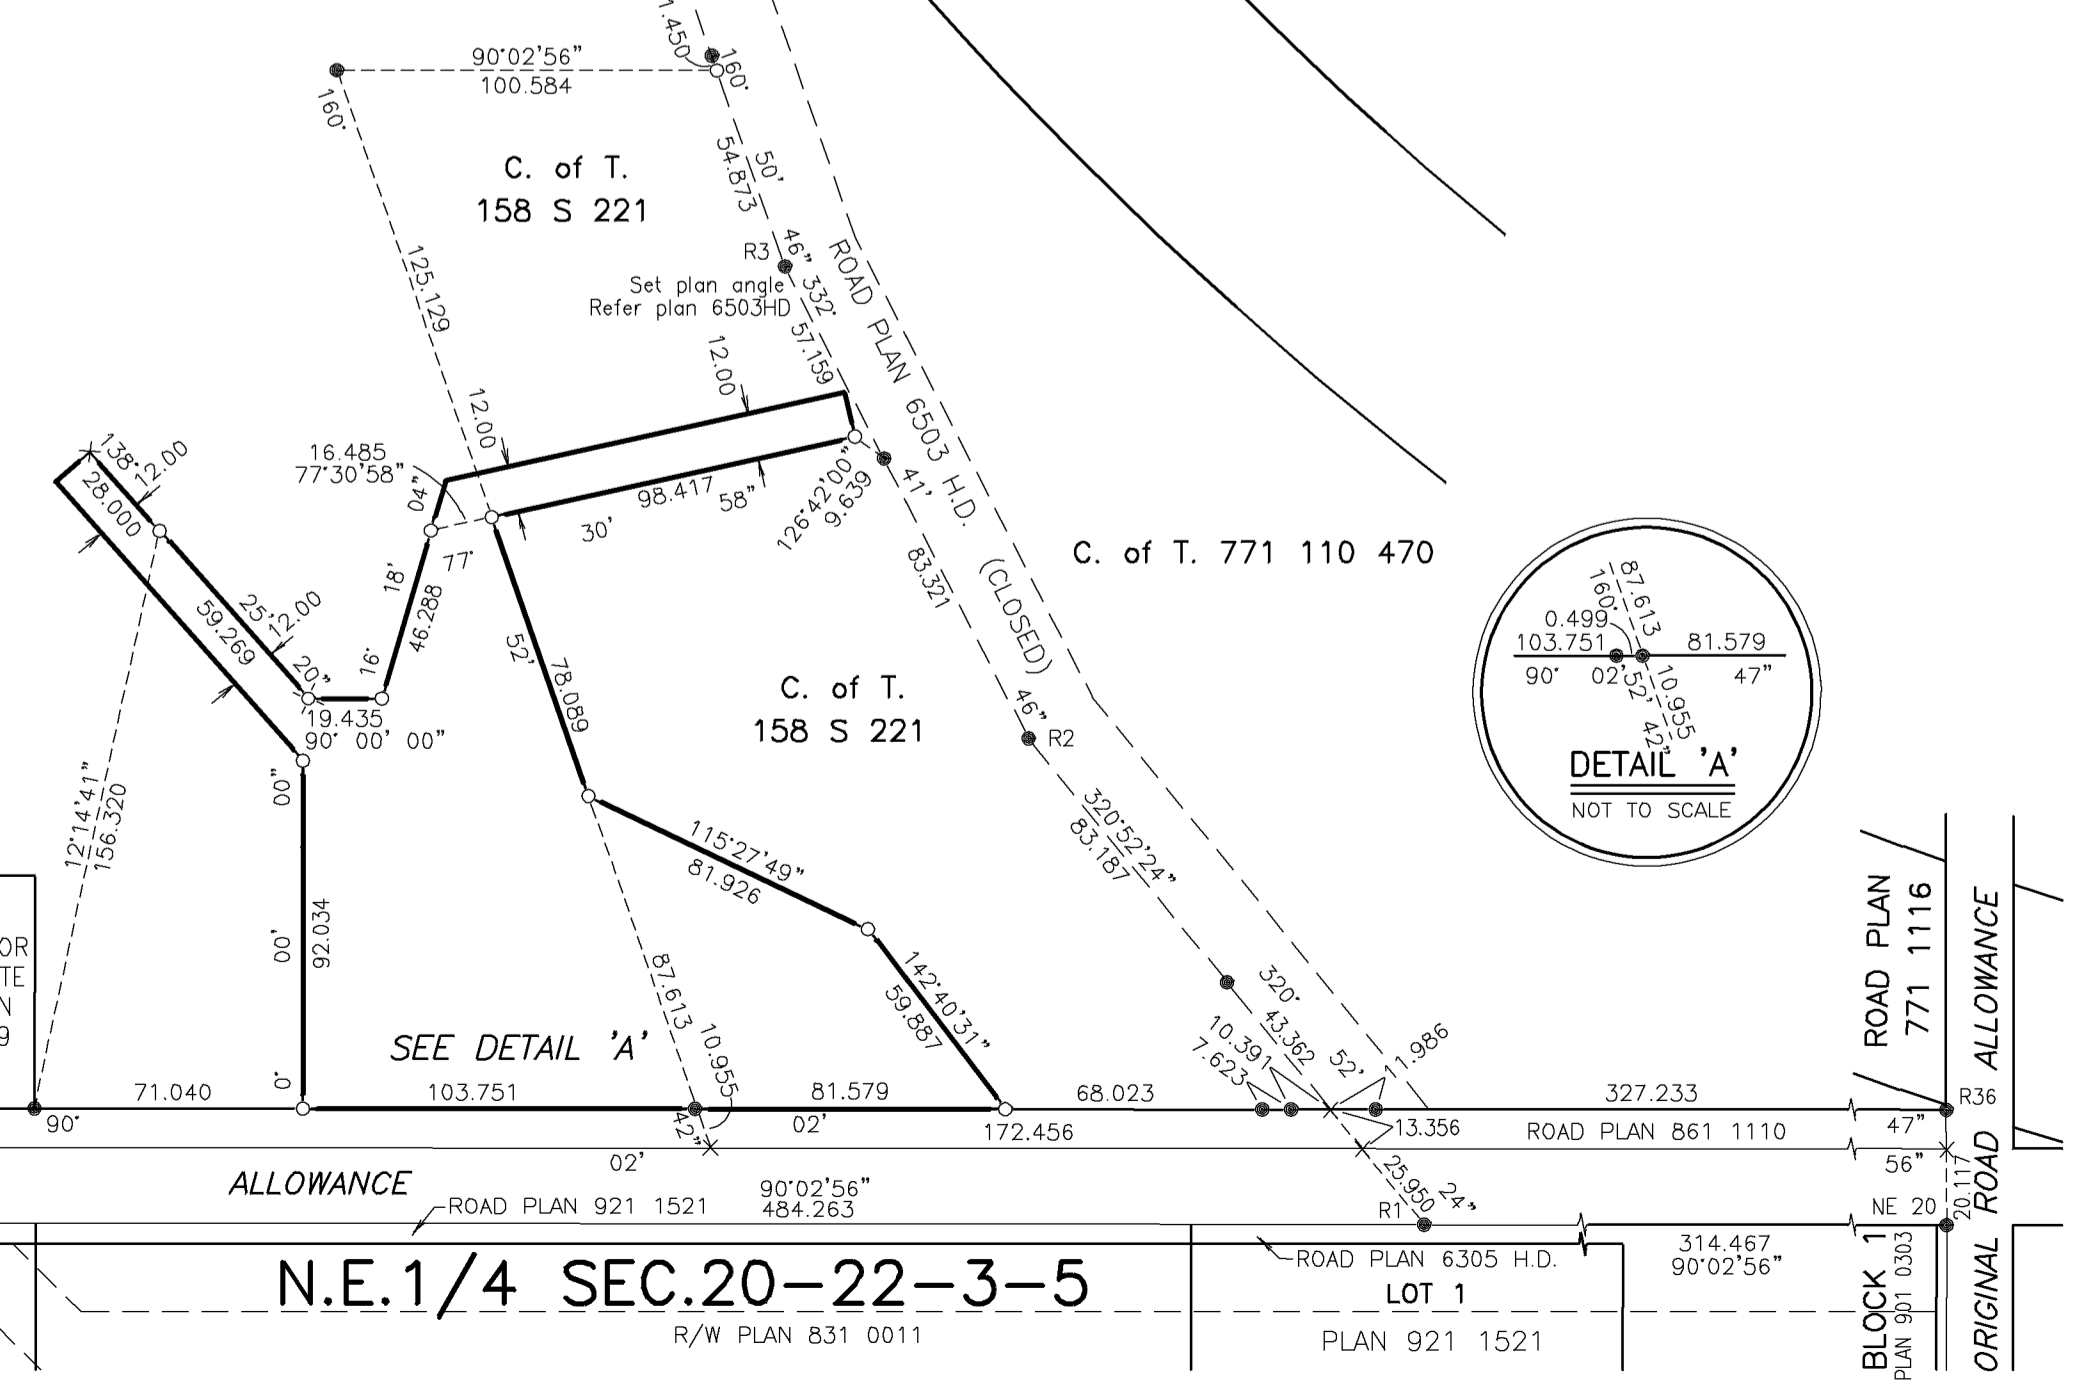 1.450
160°
90°02'56"
100.584
160°
C. of T.
158 S 221
54.873
50'
125.129
R3
46"
332°
Set plan angle
Refer plan 6503HD
57.159
ROAD PLAN 6503 H.D. (CLOSED)
12.00
12.00
16.485
77°30'58"
04"
98.417
58"
30'
77°
126°42'00"
9.639
41'
83.321
138°
12.00
28.000
59.269
25'
12.00
20"
18'
46.288
16°
19.435
90° 00' 00"
52'
78.089
C. of T. 771 110 470
C. of T.
158 S 221
46"
R2
87.613
160°
0.499
103.751
81.579
90°
02'
52'
47"
10.955
42"
DETAIL 'A'
NOT TO SCALE
12°14'41"
156.320
00"
00'
0°
92.034
115°27'49"
81.926
142°40'31"
59.887
320°52'24"
83.187
87.613
10.955
SEE DETAIL 'A'
OR
TE
N
9
320°
43.362
52'
10.391
7.623
11.986
71.040
103.751
81.579
68.023
327.233
R36
90°
42"
02'
172.456
13.356
ROAD PLAN 861 1110
47"
02'
56"
ALLOWANCE
ROAD PLAN 921 1521
90°02'56"
484.263
25.950
24"
R1
NE 20
20.117
N.E.1/4 SEC.20-22-3-5
ROAD PLAN 6305 H.D.
314.467
90°02'56"
LOT 1
R/W PLAN 831 0011
PLAN 921 1521
ROAD PLAN
771 1116
ORIGINAL ROAD ALLOWANCE
BLOCK 1
PLAN 901 0303